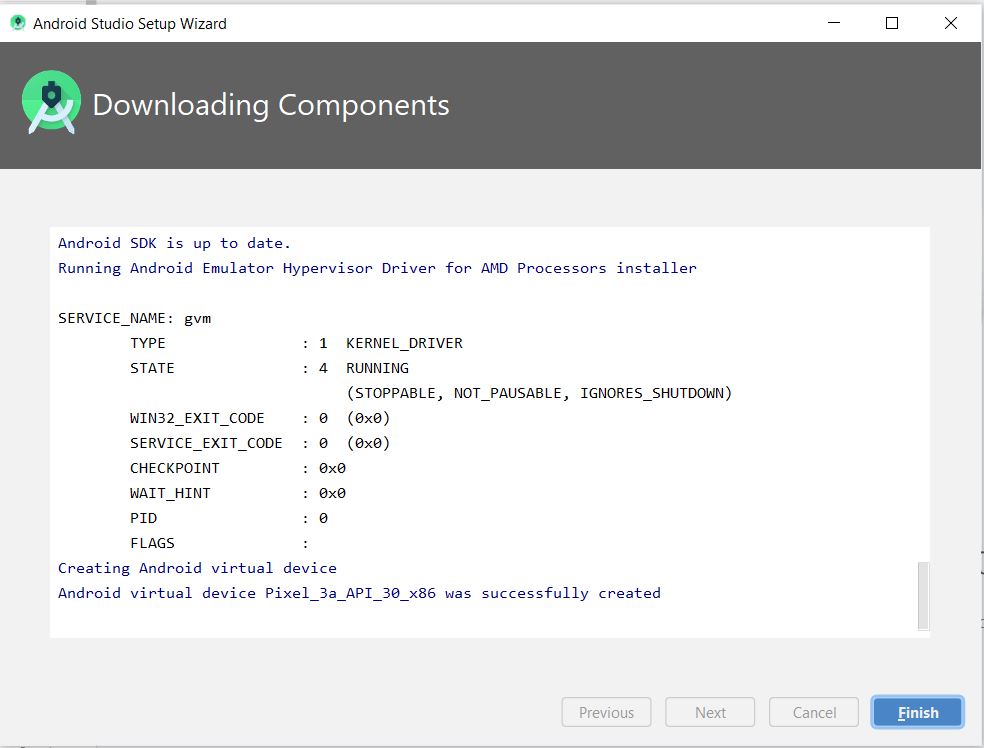 Android Studio Setup Wizard
Downloading Components
Android SDK is up to date.
Running Android Emulator Hypervisor Driver for AMD Processors installer
SERVICE_NAME: gvm
TYPE : 1 KERNEL_DRIVER
STATE : 4 RUNNING
(STOPPABLE, NOT_PAUSABLE, IGNORES_SHUTDOWN)
WIN32_EXIT_CODE : 0 (0x0)
SERVICE_EXIT_CODE : 0 (0x0)
CHECKPOINT : 0x0
WAIT_HINT : 0x0
PID : 0
FLAGS :
Creating Android virtual device
Android virtual device Pixel_3a_API_30_x86 was successfully created
Previous Next Cancel Finish